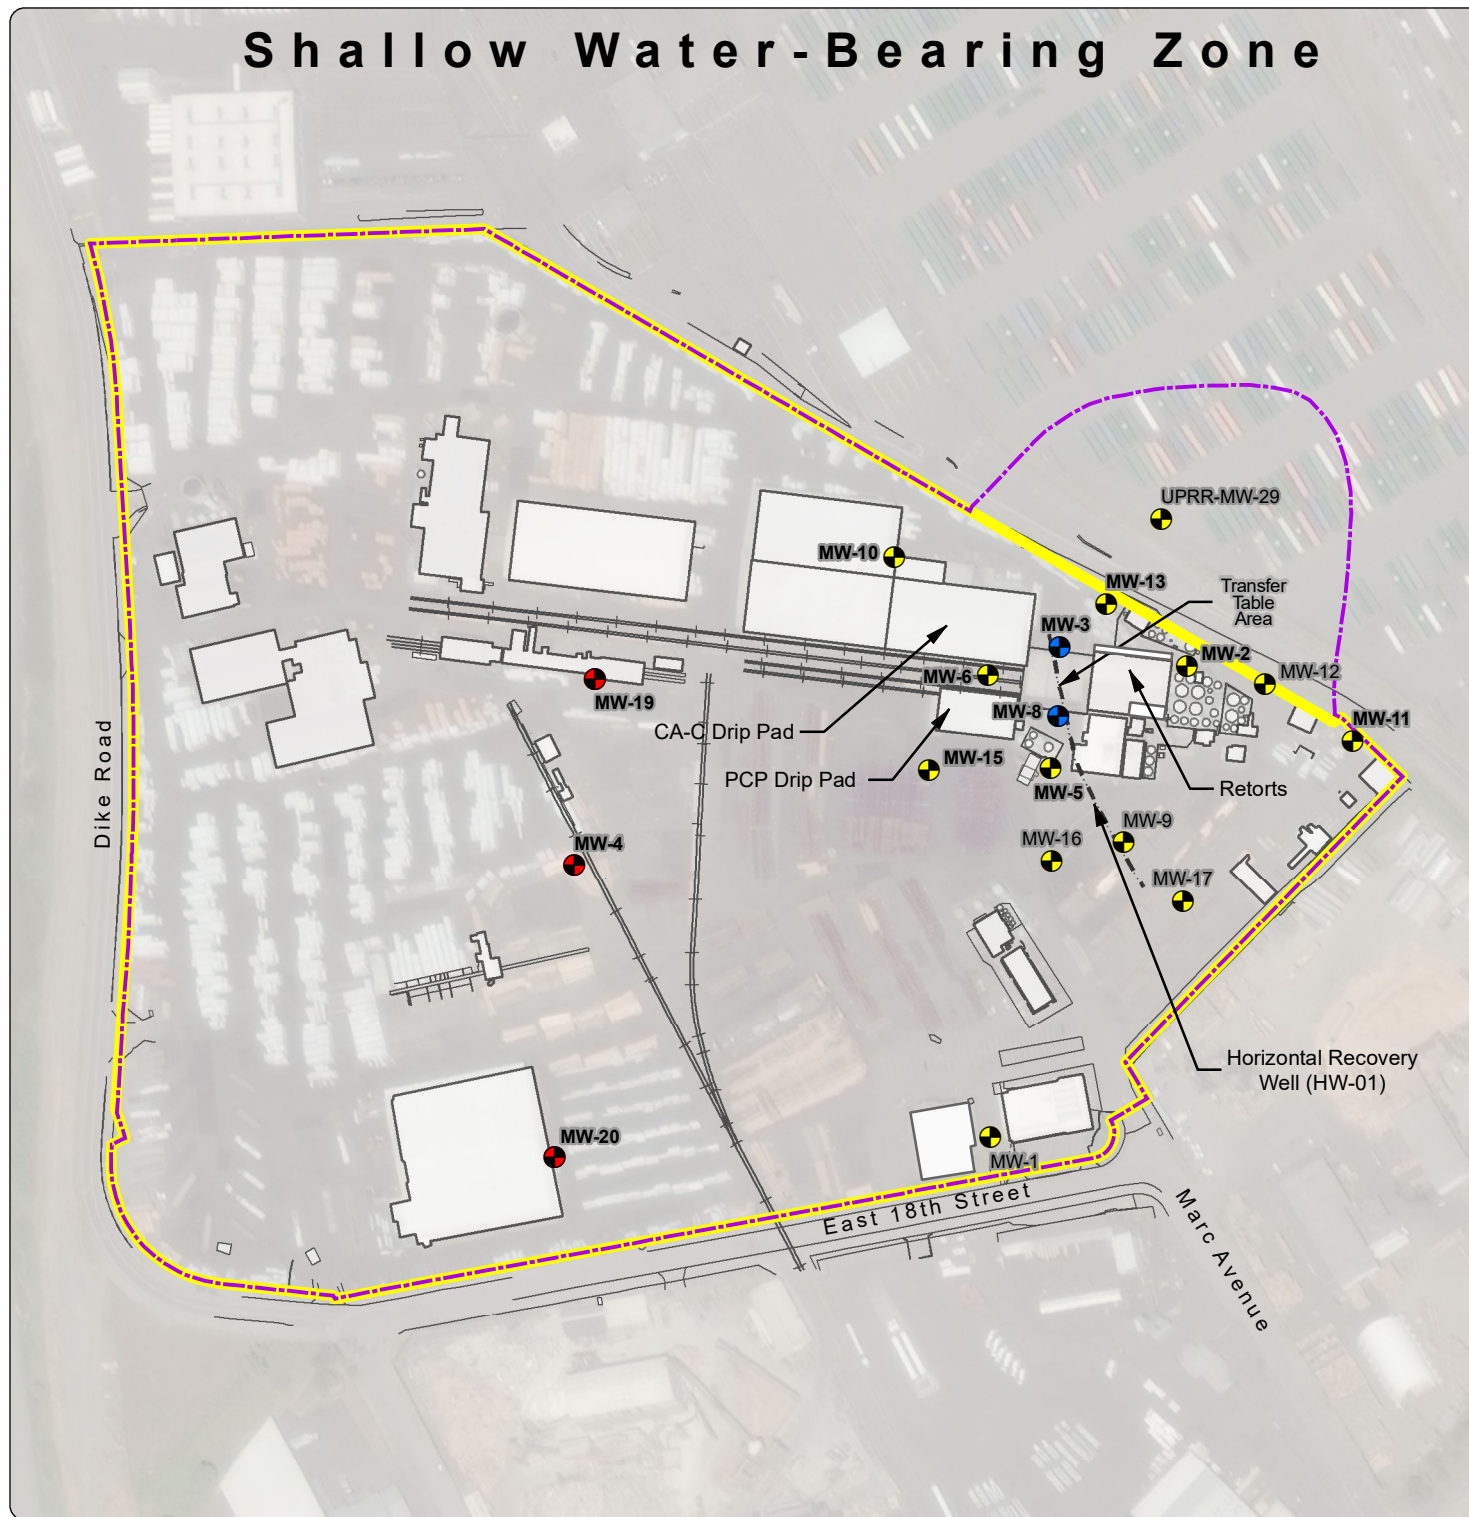 Shallow Water-Bearing Zone
UPRR-MW-29
MW-10
MW-13
Transfer
Table
Area
MW-3
MW-2
MW-12
MW-6
MW-19
MW-8
MW-11
CA-C Drip Pad
MW-15
PCP Drip Pad
MW-5
Retorts
Dike Road
MW-9
MW-16
MW-4
MW-17
Horizontal Recovery
Well (HW-01)
MW-20
MW-1
East 18th Street
Marc Avenue